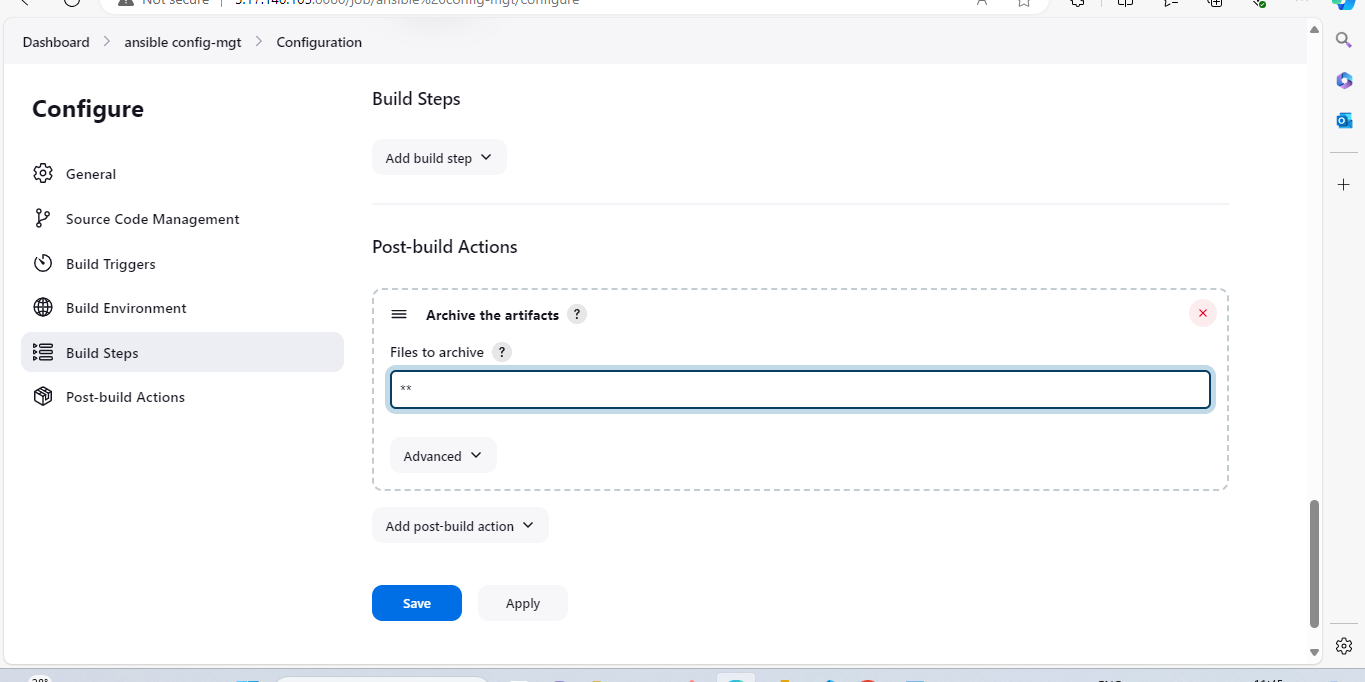 Not secure
/job/ansible%20config-mgt/configure
Dashboard > ansible config-mgt > Configuration
Configure
General
Source Code Management
Build Triggers
Build Environment
Build Steps
Post-build Actions
Build Steps
Add build step
Post-build Actions
Archive the artifacts ?
Files to archive ?
**
Advanced
Add post-build action
Save
Apply